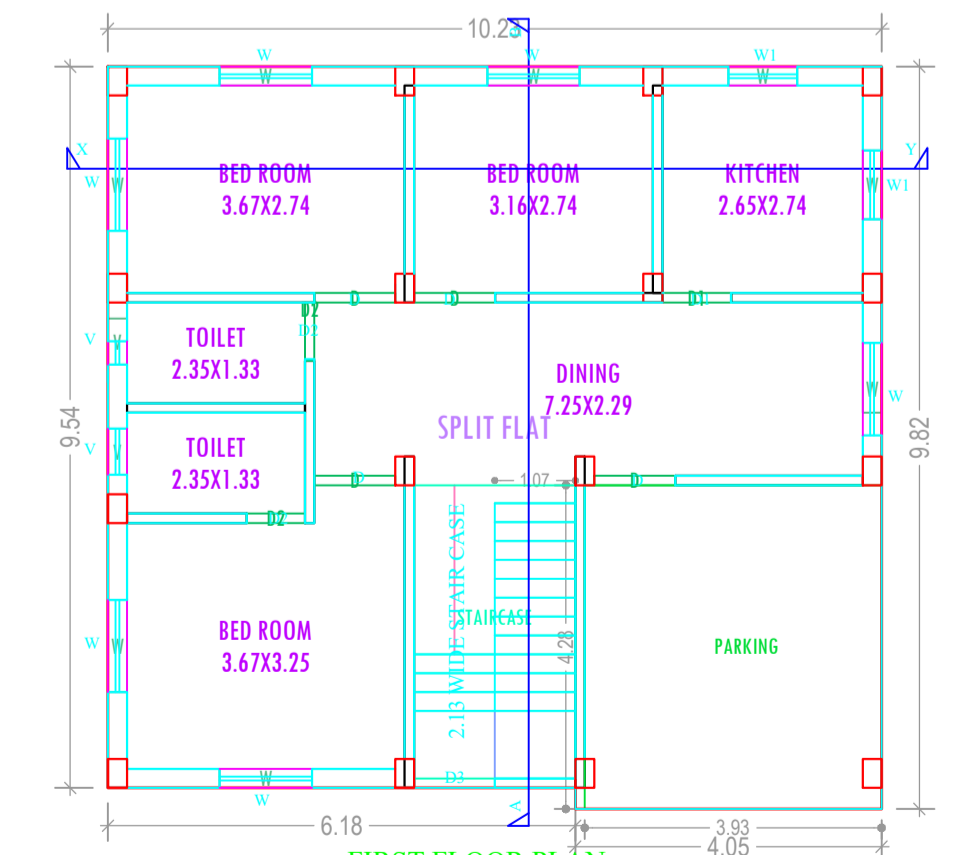 10.23
A
W
W
W1
W
W
W
X
Y
W
W
W
W1
BED ROOM
3.67X2.74
BED ROOM
3.16X2.74
KITCHEN
2.65X2.74
D
D
D1
D2
D2
TOILET
2.35X1.33
V
V
W
W
DINING
7.25X2.29
SPLIT FLAT
9.54
9.82
TOILET
2.35X1.33
V
V
D
1.07
D
D2
2.13 WIDE STAIR CASE
STAIRCASE
4.28
PARKING
BED ROOM
3.67X3.25
W
W
W
W
D3
A
6.18
3.93
4.05
FIRST FLOOR PLAN